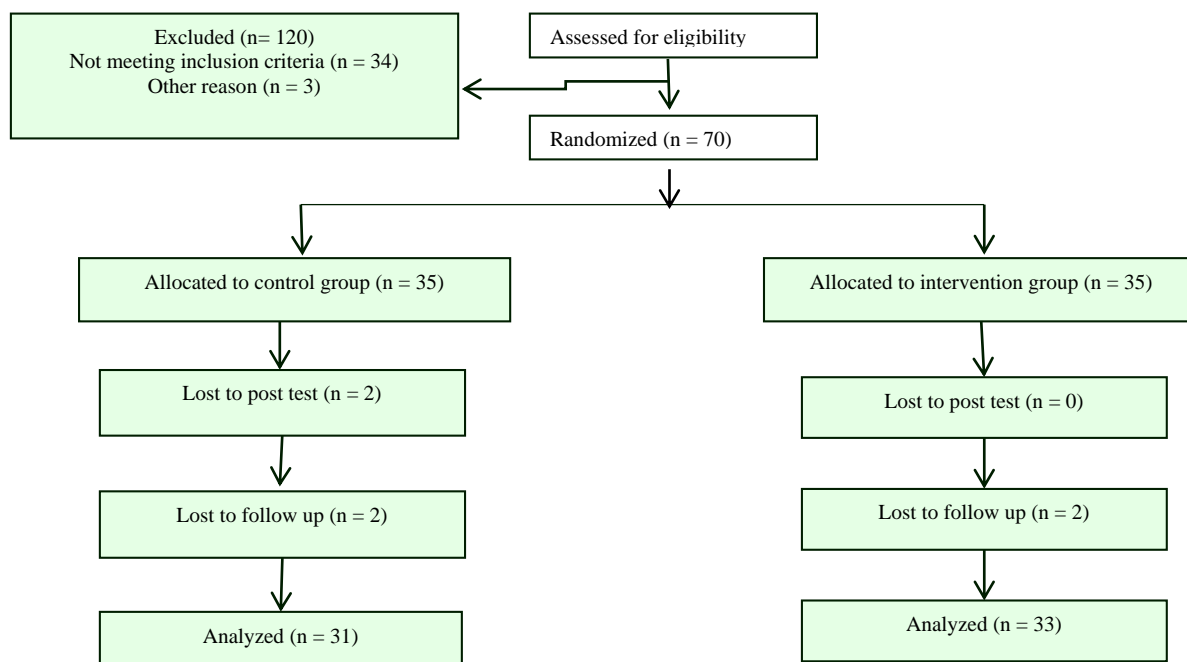 Excluded (n= 120)
Not meeting inclusion criteria (n = 34)
Other reason (n = 3)
Assessed for eligibility
Randomized (n = 70)
Allocated to control group (n = 35)
Allocated to intervention group (n = 35)
Lost to post test (n = 2)
Lost to post test (n = 0)
Lost to follow up (n = 2)
Lost to follow up (n = 2)
Analyzed (n = 31)
Analyzed (n = 33)